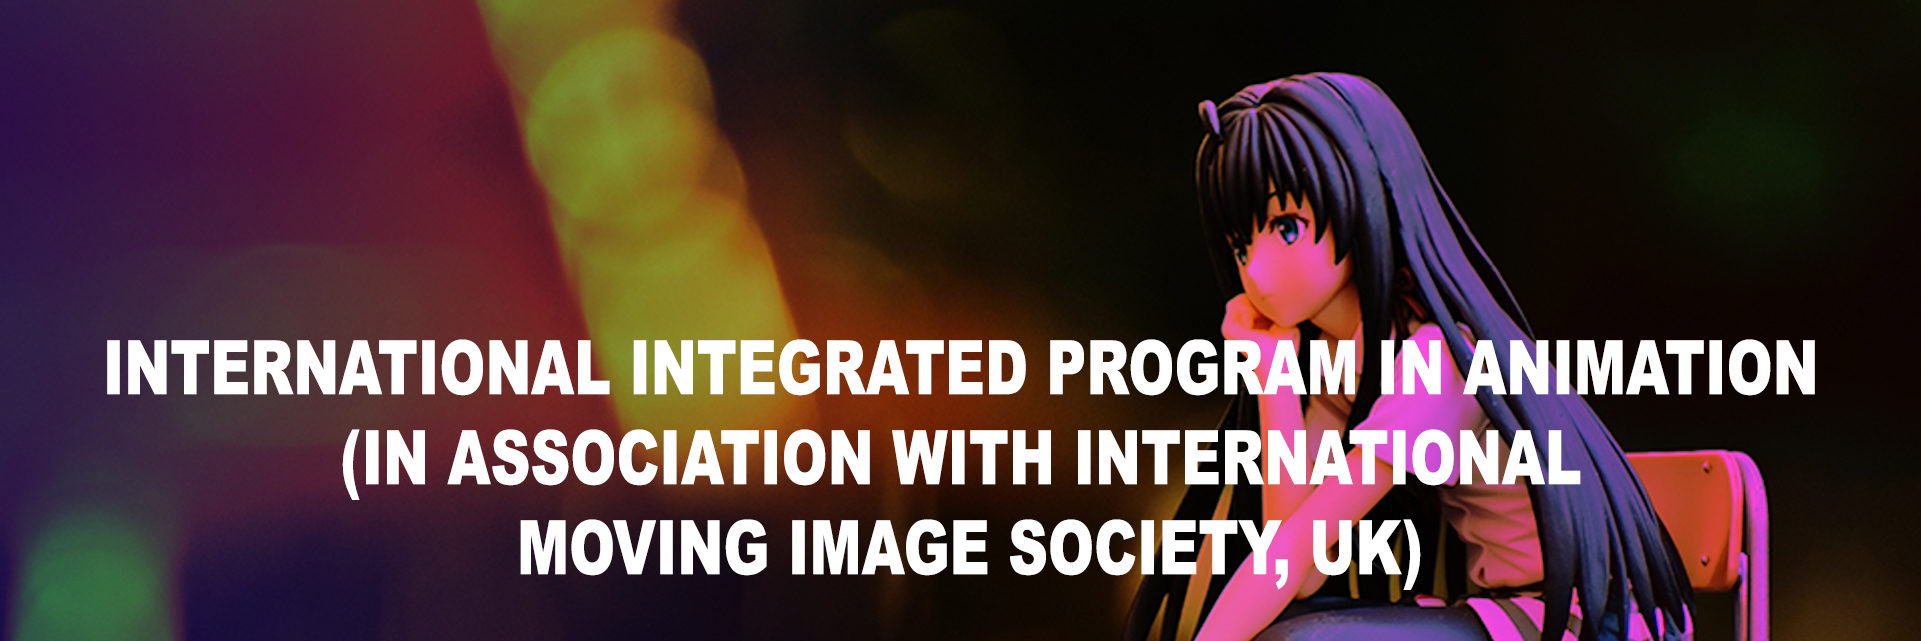 INTERNATIONAL INTEGRATED PROGRAM IN ANIMATION
(IN ASSOCIATION WITH INTERNATIONAL
MOVING IMAGE SOCIETY, UK)